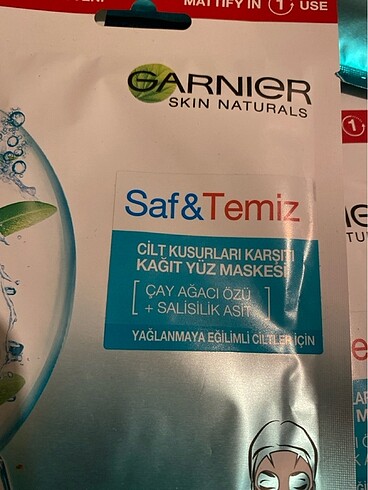 MATTIFY IN 1 USE
GARNIER
SKIN NATURALS
Saf&Temiz
CİLT KUSURLARI KARŞITI
KAĞIT YÜZ MASKESİ
[ ÇAY AĞACI ÖZÜ
+ SALİSİLİK ASİT ]
YAĞLANMAYA EĞİLİMLİ CİLTLER İÇİN
1